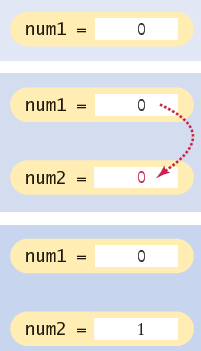 num1 = 0
num1 = 0
num2 = 0
num1 = 0
num2 = 1